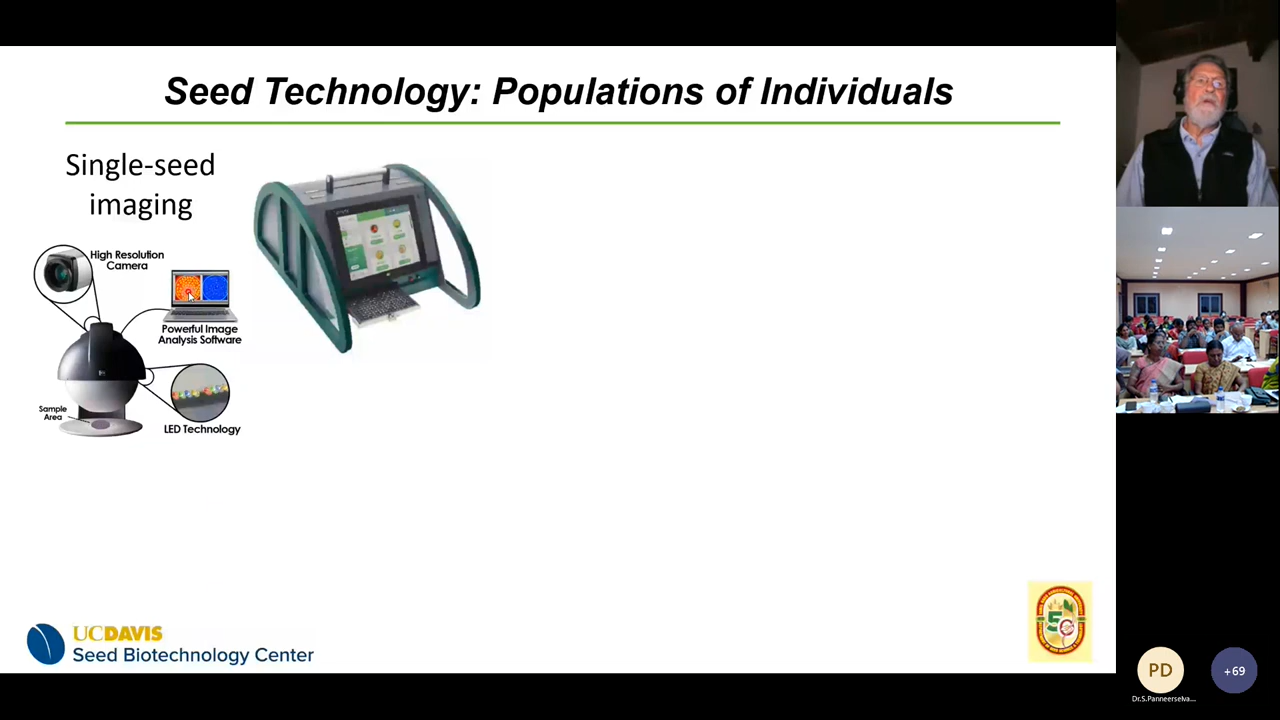 Seed Technology: Populations of Individuals
Single-seed
imaging
High Resolution
Camera
Powerful Image
Analysis Software
Sample
Area
LED Technology
UCDAVIS
Seed Biotechnology Center
PD
+69
Dr.S.Panneerselva...